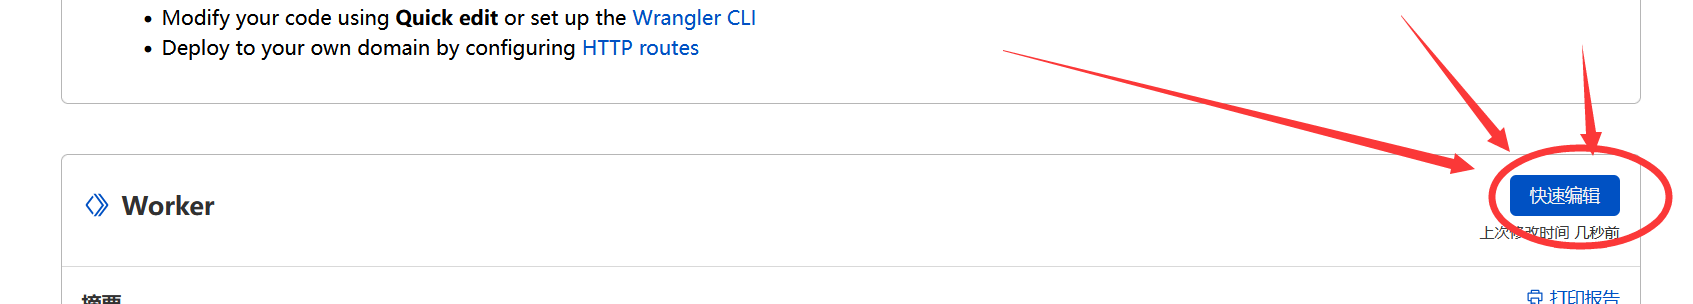 Modify your code using Quick edit or set up the Wrangler CLI
Deploy to your own domain by configuring HTTP routes
Worker
快速编辑
上次修改时间 几秒前
摘要
打印报告